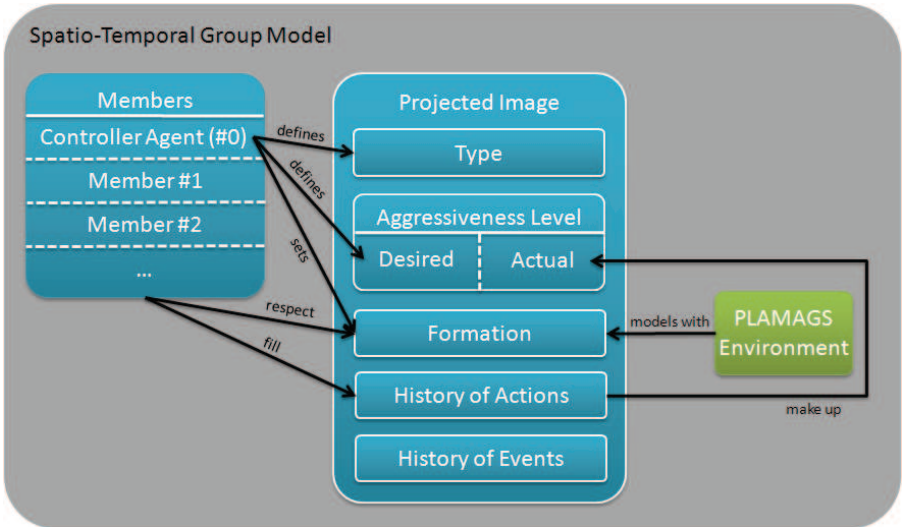 Spatio-Temporal Group Model
Members
Controller Agent (#0)
Member #1
Member #2
...
defines
defines
sets
respect
fill
Projected Image
Type
Aggressiveness Level
Desired
Actual
Formation
History of Actions
History of Events
models with
PLAMAGS
Environment
make up